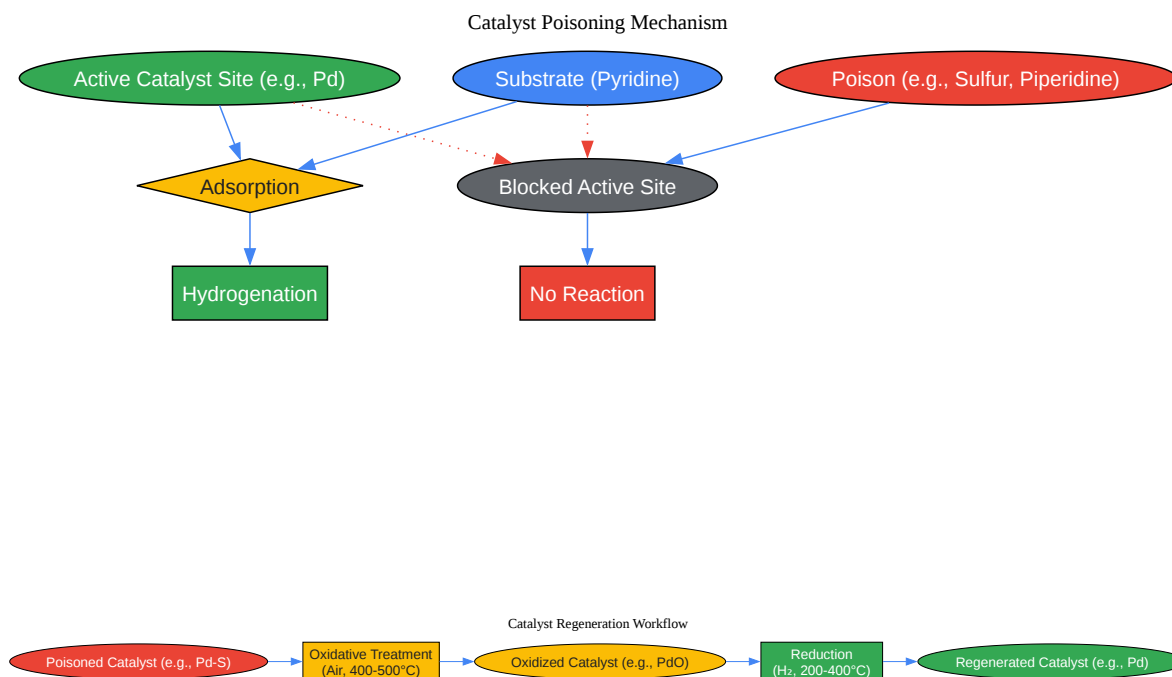 Catalyst Poisoning Mechanism
Active Catalyst Site (e.g., Pd)
Substrate (Pyridine)
Poison (e.g., Sulfur, Piperidine)
Adsorption
Blocked Active Site
Hydrogenation
No Reaction
Catalyst Regeneration Workflow
Poisoned Catalyst (e.g., Pd-S)
Oxidative Treatment
(Air, 400-500°C)
Oxidized Catalyst (e.g., PdO)
Reduction
(H₂, 200-400°C)
Regenerated Catalyst (e.g., Pd)